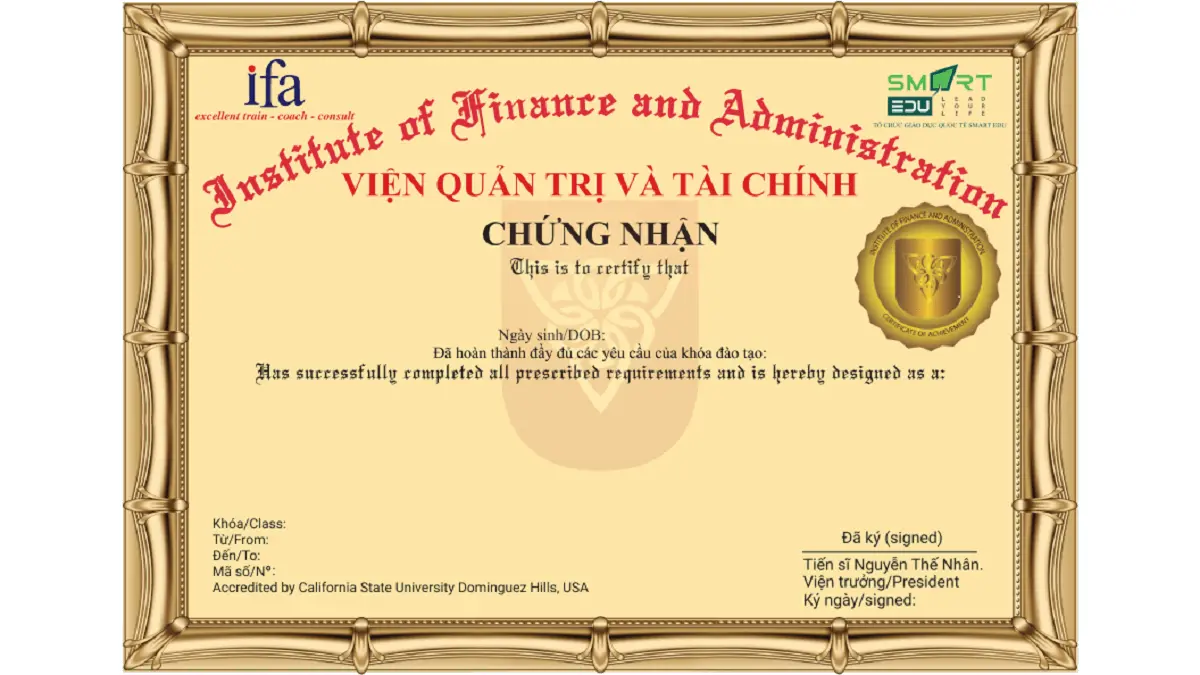 ifa
excellent train - coach - consult
SMART
EDU
LEAD
YOUR
LIFE
TỔ CHỨC GIÁO DỤC QUỐC TẾ SMART EDU
Institute of Finance and Administration
VIỆN QUẢN TRỊ VÀ TÀI CHÍNH
CHỨNG NHẬN
This is to certify that
INSTITUTE OF FINANCE AND ADMINISTRATION
CERTIFICATE OF ACHIEVEMENT
Ngày sinh/DOB:
Đã hoàn thành đầy đủ các yêu cầu của khóa đào tạo:
Has successfully completed all prescribed requirements and is hereby designed as a:
Khóa/Class:
Từ/From:
Đến/To:
Mã số/Nº:
Accredited by California State University Dominguez Hills, USA
Đã ký (signed)
Tiến sĩ Nguyễn Thế Nhân.
Viện trưởng/President
Ký ngày/signed: